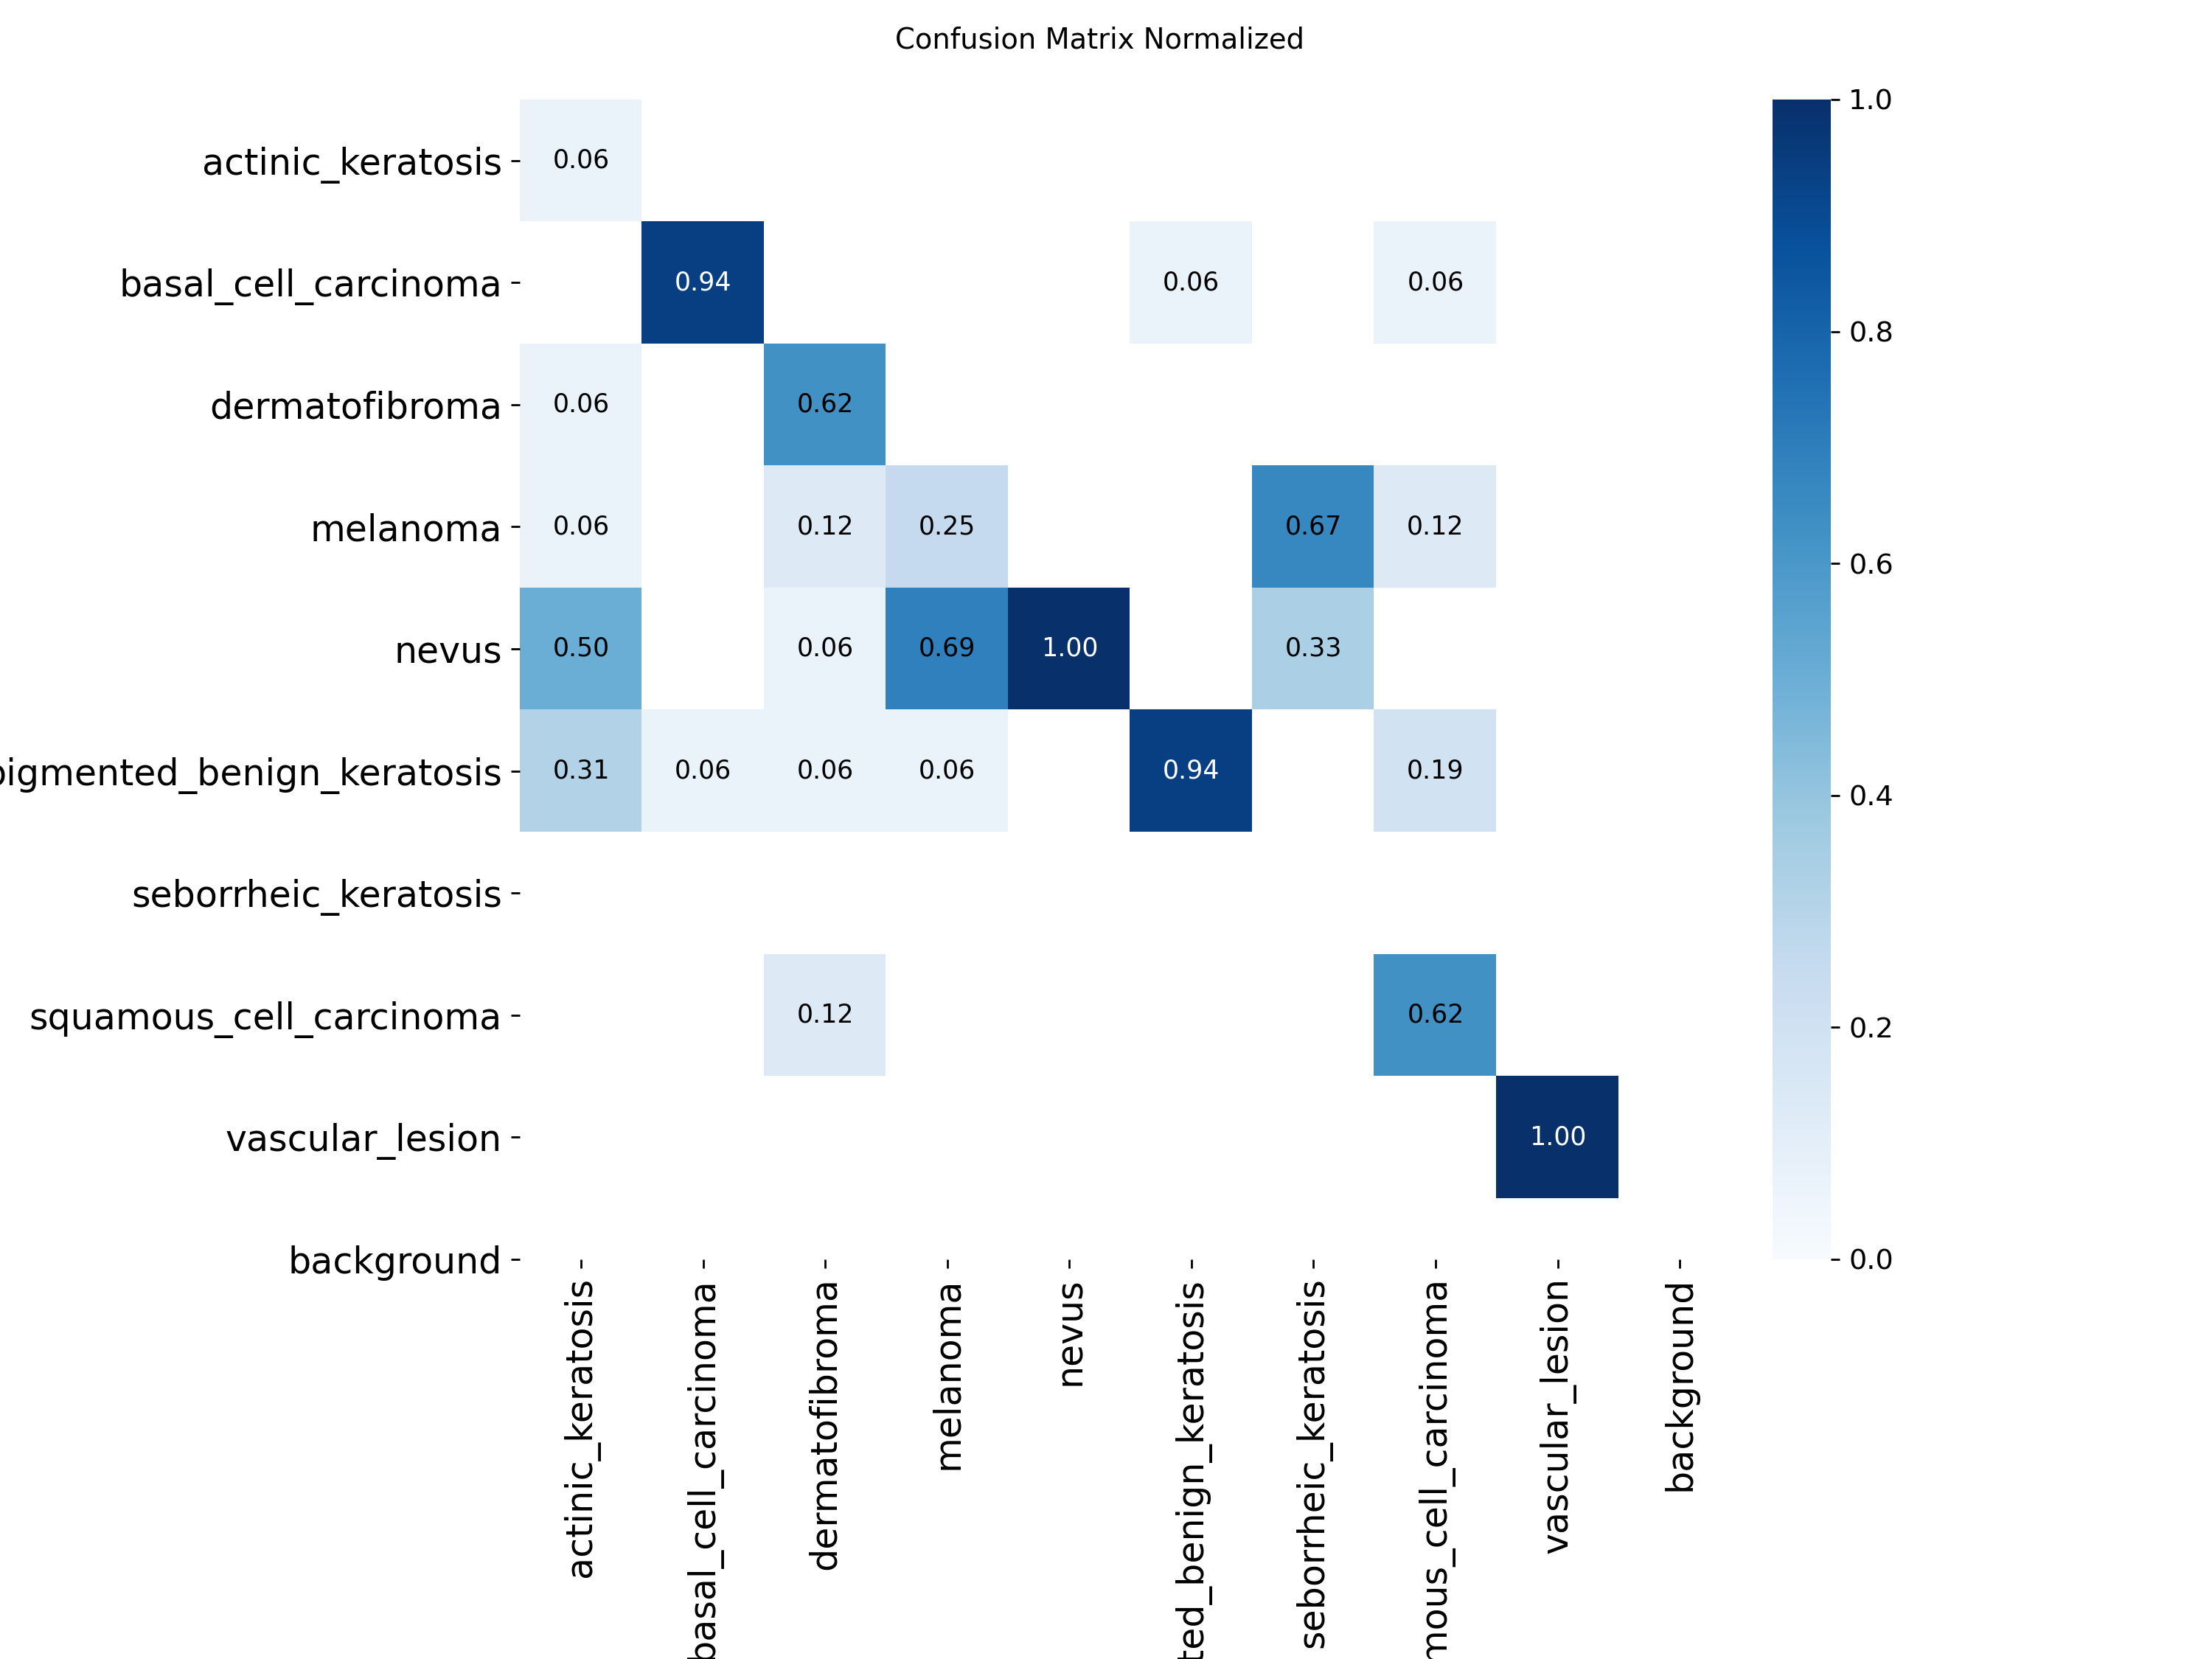 Confusion Matrix Normalized
1.0
actinic_keratosis 0.06
basal_cell_carcinoma 0.94 0.06 0.06
0.8
dermatofibroma 0.06 0.62
melanoma 0.06 0.12 0.25 0.67 0.12
0.6
nevus 0.50 0.06 0.69 1.00 0.33
pigmented_benign_keratosis 0.31 0.06 0.06 0.06 0.94 0.19
0.4
seborrheic_keratosis
squamous_cell_carcinoma 0.12 0.62
0.2
vascular_lesion 1.00
background
0.0
actinic_keratosis
basal_cell_carcinoma
dermatofibroma
melanoma
nevus
ted_benign_keratosis
seborrheic_keratosis
mous_cell_carcinoma
vascular_lesion
background